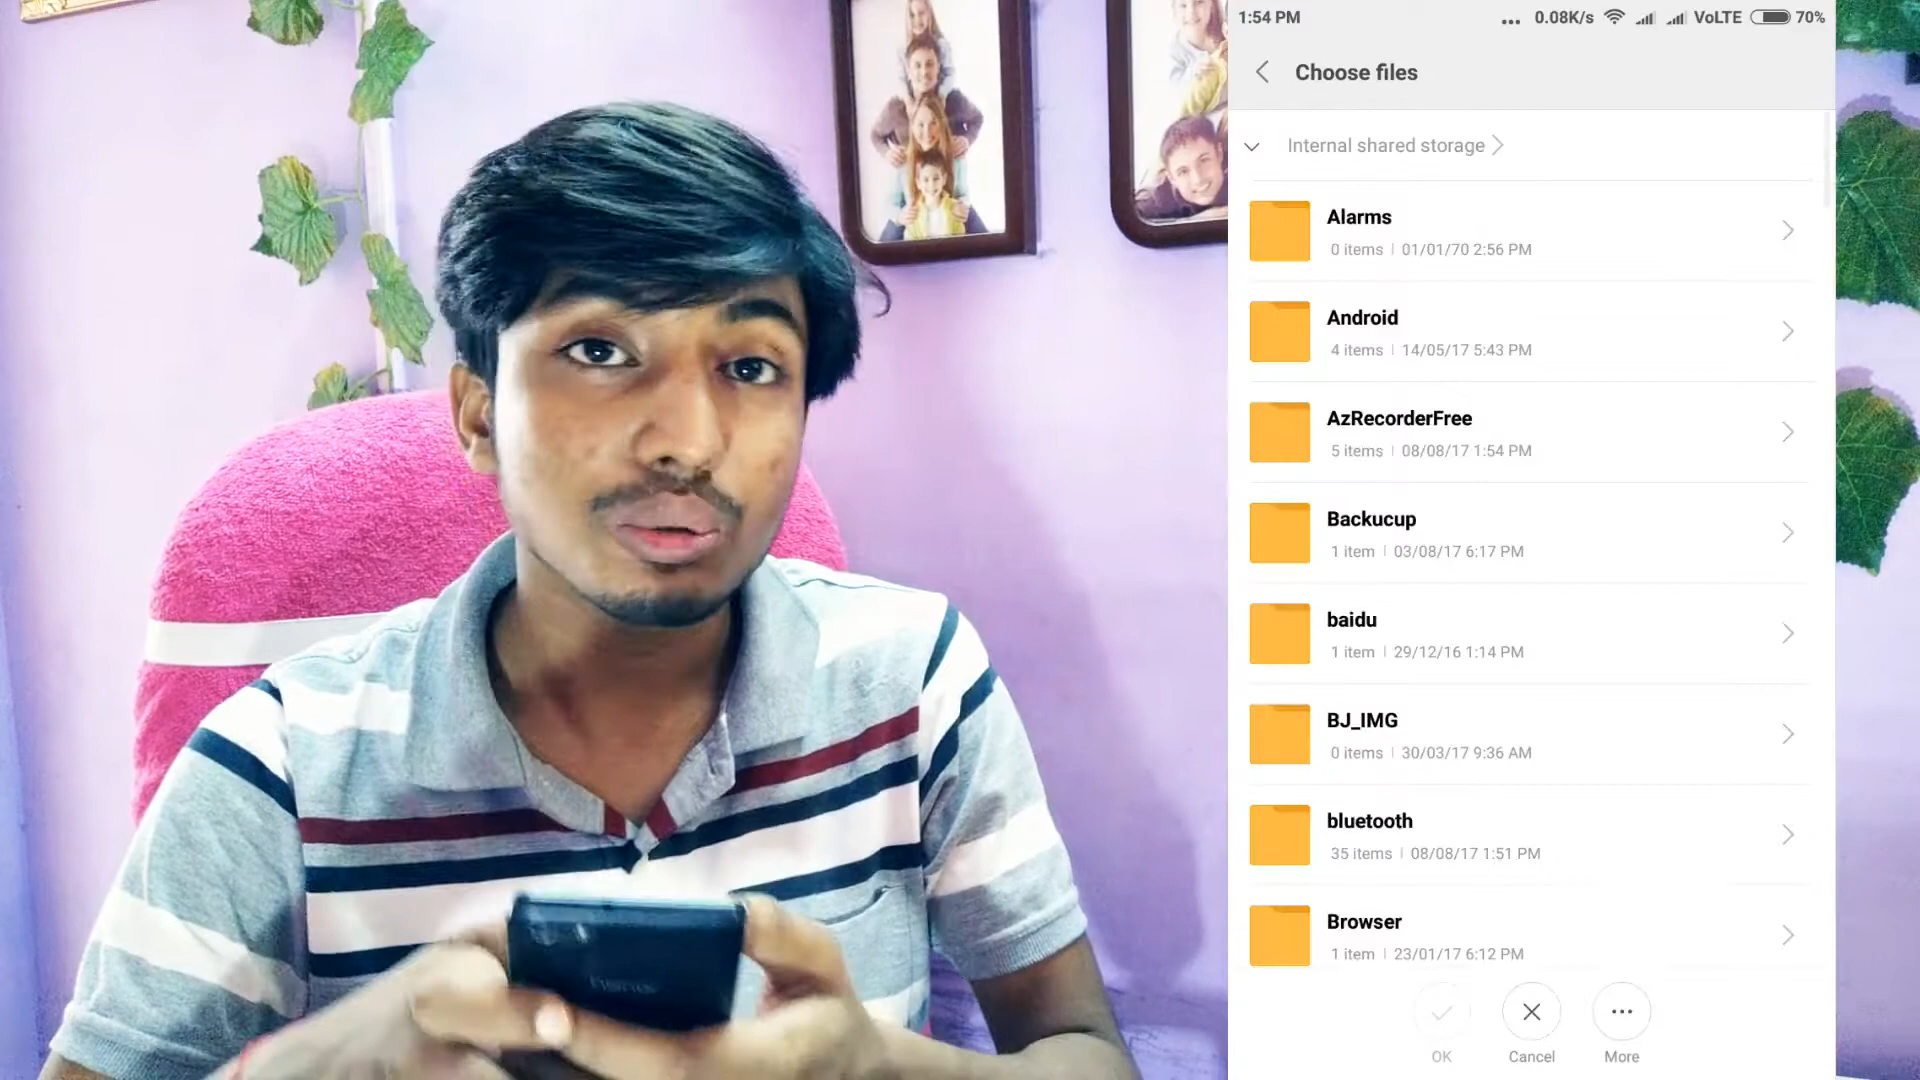 1:54 PM
... 0.08K/s VoLTE 70%
Choose files
Internal shared storage
Alarms
0 items | 01/01/70 2:56 PM
Android
4 items | 14/05/17 5:43 PM
AzRecorderFree
5 items | 08/08/17 1:54 PM
Backucup
1 item | 03/08/17 6:17 PM
baidu
1 item | 29/12/16 1:14 PM
BJ_IMG
0 items | 30/03/17 9:36 AM
bluetooth
35 items | 08/08/17 1:51 PM
Browser
1 item | 23/01/17 6:12 PM
OK
Cancel
More